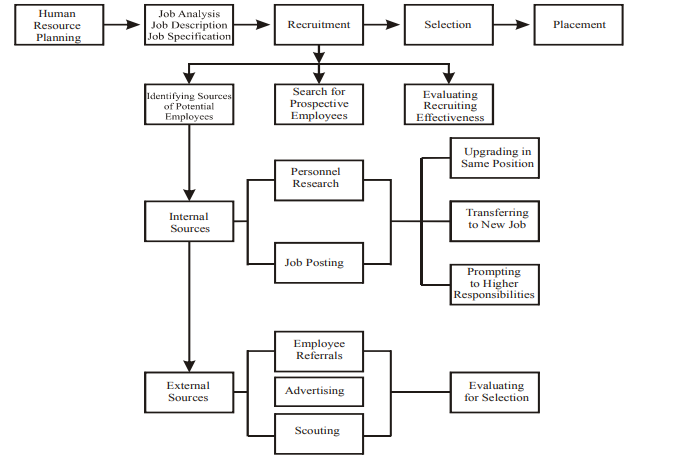 Human
Resource
Planning
Job Analysis
Job Description
Job Specification
Recruitment
Selection
Placement
Identifying Sources
of Potential
Employees
Search for
Prospective
Employees
Evaluating
Recruiting
Effectiveness
Internal
Sources
Personnel
Research
Job Posting
Upgrading in
Same Position
Transferring
to New Job
Prompting
to Higher
Responsibilities
External
Sources
Employee
Referrals
Advertising
Scouting
Evaluating
for Selection